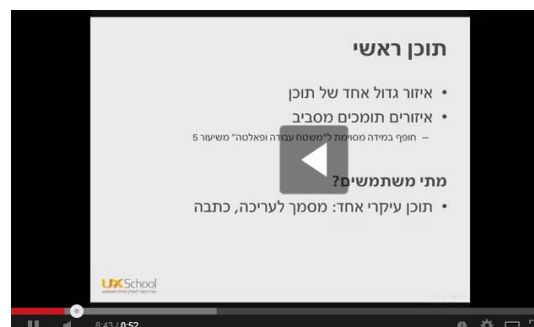 תוכן ראשי
• איזור גדול אחד של תוכן
• איזורים תומכים מסביב
– חופף במידה מסוימת ל"משטח עבודה ופאלטה" משיעור 5
מתי משתמשים?
• תוכן עיקרי אחד: מסמך לעריכה, כתבה
UXSchool
8:43 / 0:52